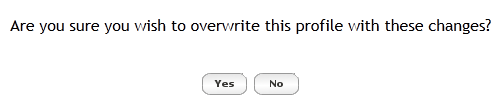 Are you sure you wish to overwrite this profile with these changes?
Yes No